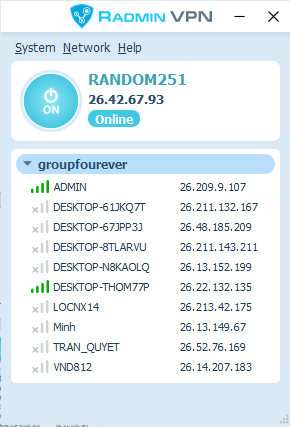 RADMIN VPN
System Network Help
RANDOM251
26.42.67.93
ON
Online
groupfourever
ADMIN 26.209.9.107
DESKTOP-61JKQ7T 26.211.132.167
DESKTOP-67JPP3J 26.48.185.209
DESKTOP-8TLARVU 26.211.143.211
DESKTOP-N8KAOLQ 26.13.152.199
DESKTOP-THOM77P 26.22.132.135
LOCNX14 26.213.42.175
Minh 26.13.149.67
TRAN_QUYET 26.52.76.169
VND812 26.14.207.183